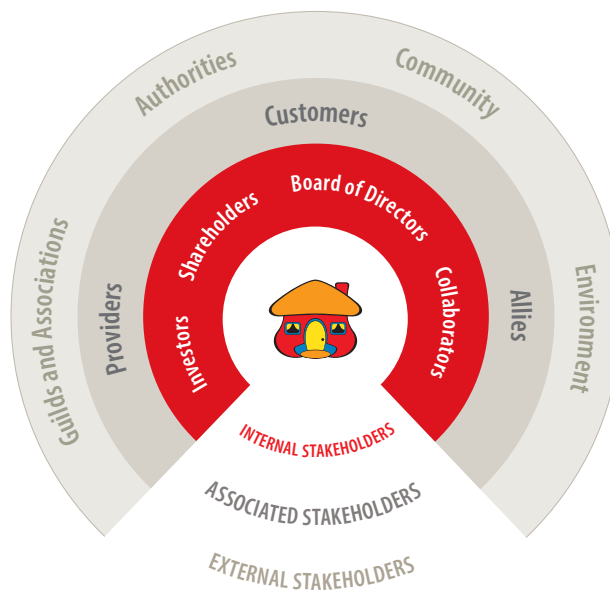 Authorities
Community
Customers
Board of Directors
Shareholders
Guilds and Associations
Providers
Investors
Collaborators
Allies
Environment
INTERNAL STAKEHOLDERS
ASSOCIATED STAKEHOLDERS
EXTERNAL STAKEHOLDERS